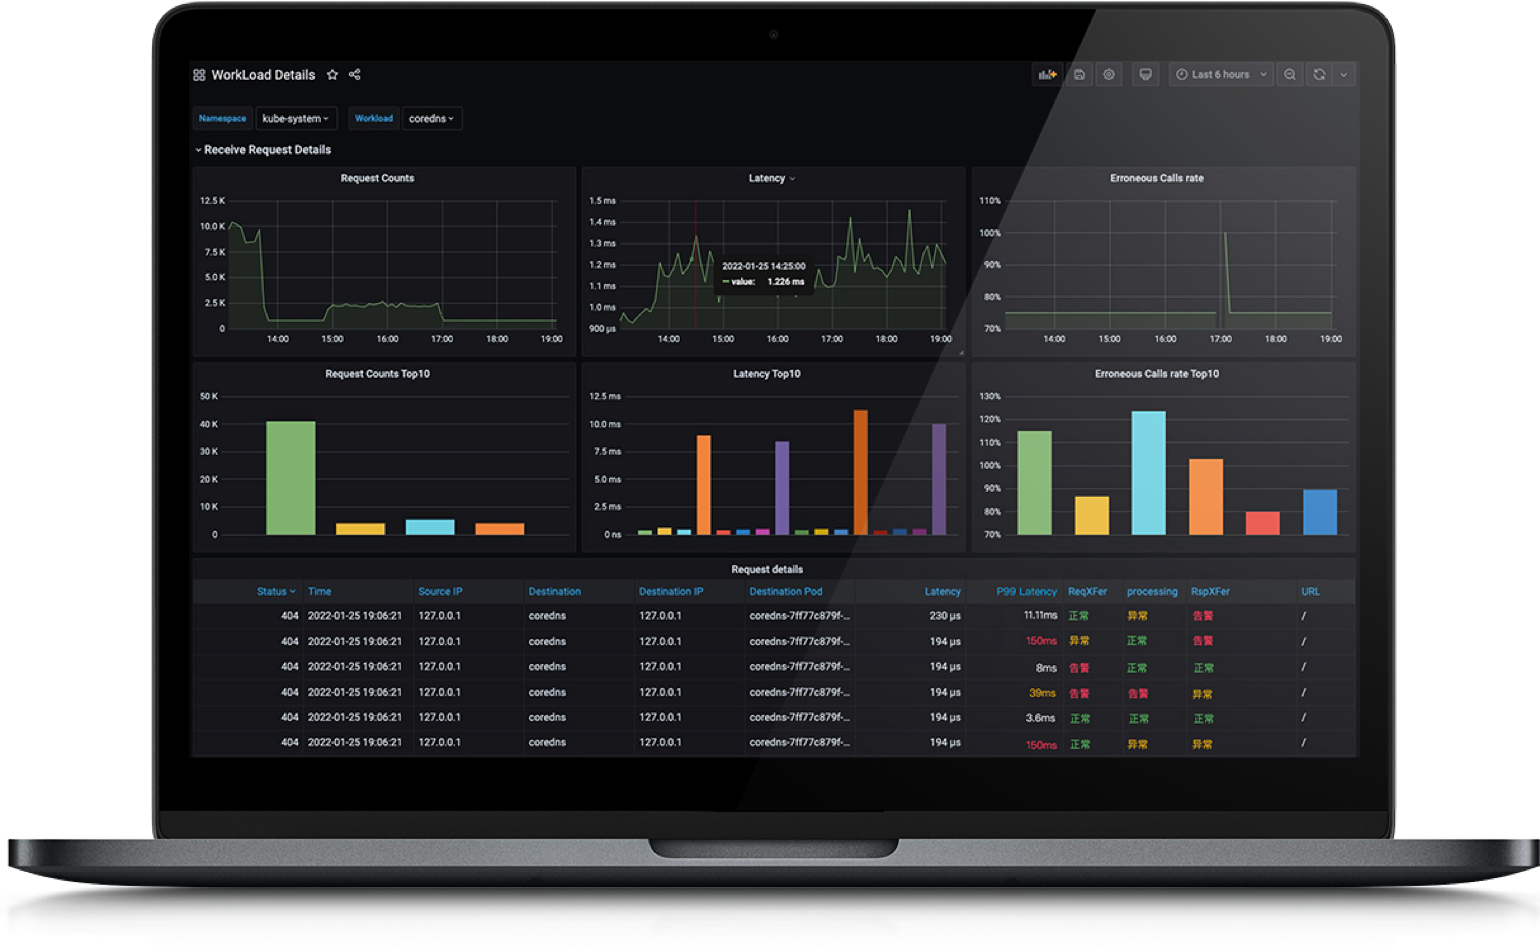 WorkLoad Details Last 6 hours
Namespace kube-system Workload coredns
Receive Request Details
Request Counts
12.5 K
10.0 K
7.5 K
5.0 K
2.5 K
0
14:00 15:00 16:00 17:00 18:00 19:00
Latency
1.5 ms
1.4 ms
1.3 ms
1.2 ms
1.1 ms
1.0 ms
900 µs
2022-01-25 14:25:00
value: 1.226 ms
14:00 15:00 16:00 17:00 18:00 19:00
Erroneous Calls rate
110%
100%
90%
80%
70%
14:00 15:00 16:00 17:00 18:00 19:00
Request Counts Top10
50 K
40 K
30 K
20 K
10 K
0
Latency Top10
12.5 ms
10.0 ms
7.5 ms
5.0 ms
2.5 ms
0 ns
Erroneous Calls rate Top10
130%
120%
110%
100%
90%
80%
70%
Request details
Status Time Source IP Destination Destination IP Destination Pod Latency P99 Latency ReqXFer processing RspXFer URL
404 2022-01-25 19:06:21 127.0.0.1 coredns 127.0.0.1 coredns-7ff77c879f-... 230 µs 11.11ms 正常 异常 告警 /
404 2022-01-25 19:06:21 127.0.0.1 coredns 127.0.0.1 coredns-7ff77c879f-... 194 µs 150ms 异常 正常 告警 /
404 2022-01-25 19:06:21 127.0.0.1 coredns 127.0.0.1 coredns-7ff77c879f-... 194 µs 8ms 告警 正常 正常 /
404 2022-01-25 19:06:21 127.0.0.1 coredns 127.0.0.1 coredns-7ff77c879f-... 194 µs 39ms 告警 告警 异常 /
404 2022-01-25 19:06:21 127.0.0.1 coredns 127.0.0.1 coredns-7ff77c879f-... 194 µs 3.6ms 正常 正常 正常 /
404 2022-01-25 19:06:21 127.0.0.1 coredns 127.0.0.1 coredns-7ff77c879f-... 194 µs 150ms 正常 异常 异常 /